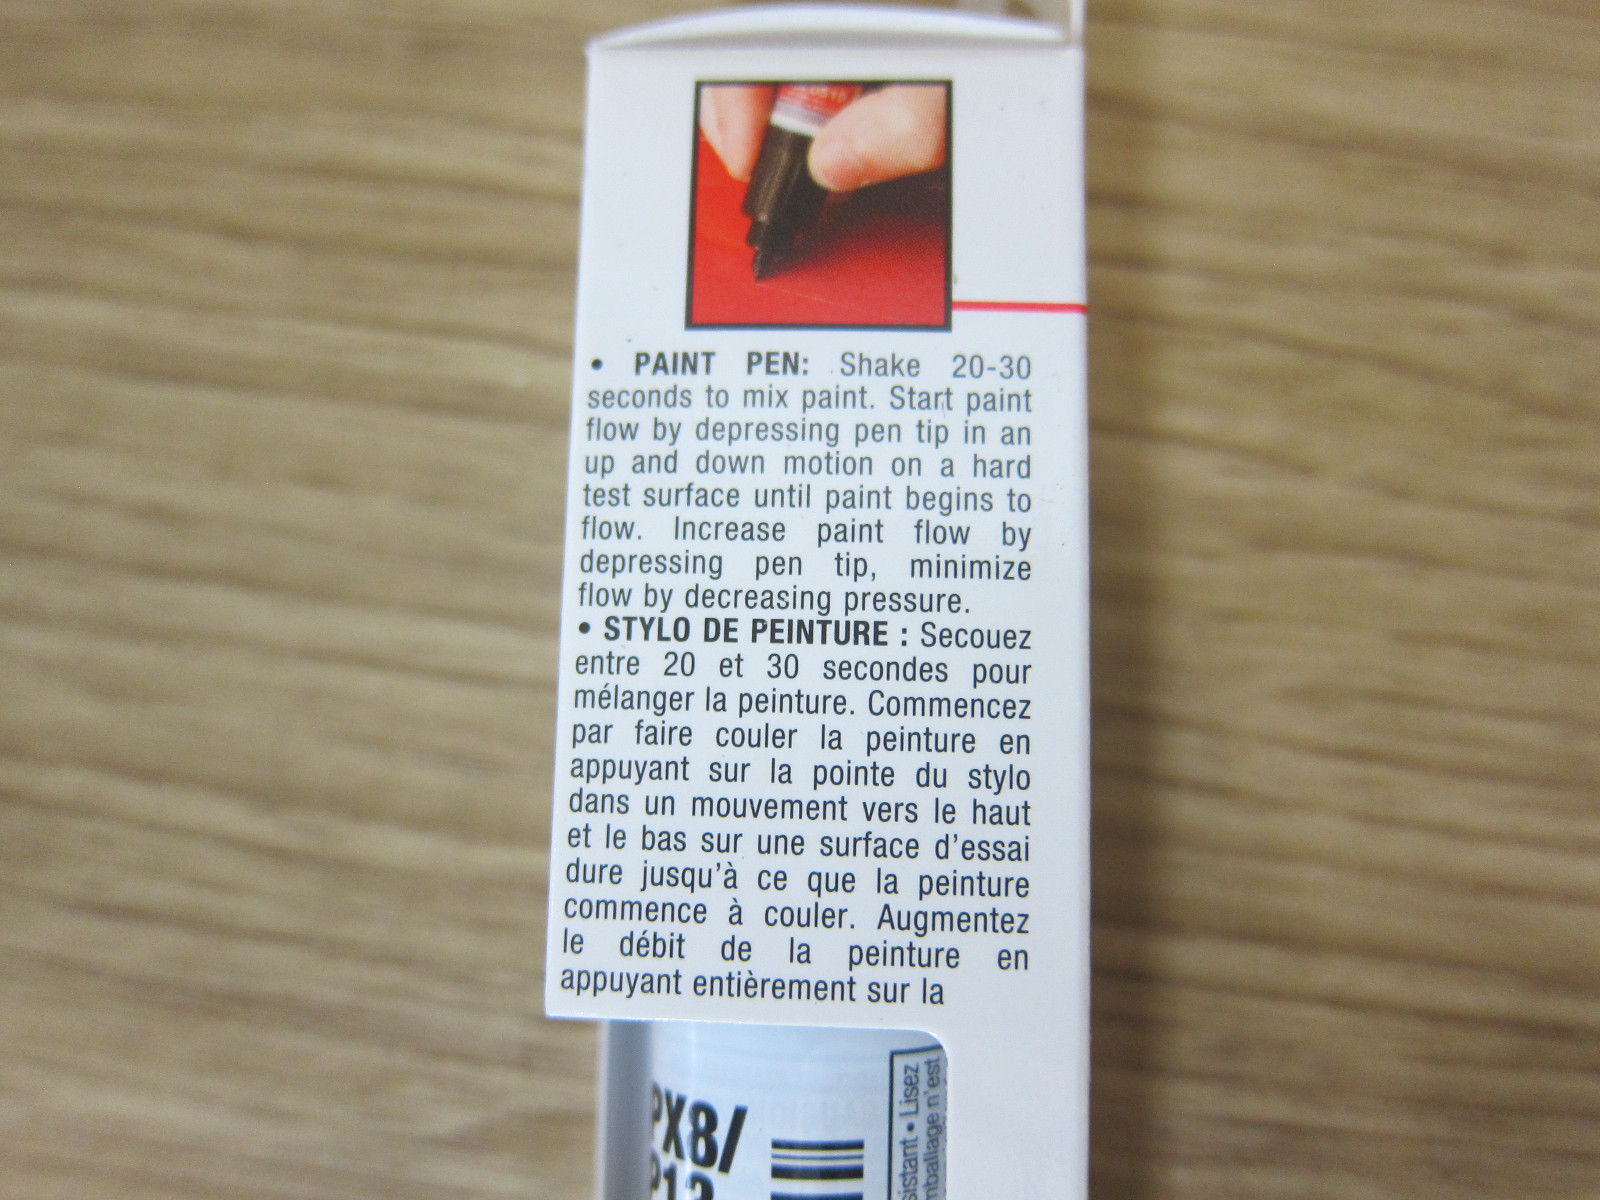 • PAINT PEN: Shake 20-30
seconds to mix paint. Start paint
flow by depressing pen tip in an
up and down motion on a hard
test surface until paint begins to
flow. Increase paint flow by
depressing pen tip, minimize
flow by decreasing pressure.
• STYLO DE PEINTURE : Secouez
entre 20 et 30 secondes pour
mélanger la peinture. Commencez
par faire couler la peinture en
appuyant sur la pointe du stylo
dans un mouvement vers le haut
et le bas sur une surface d'essai
dure jusqu'à ce que la peinture
commence à couler. Augmentez
le débit de la peinture en
appuyant entièrement sur la
PX8/
sistant • Lisez
mballage n'est